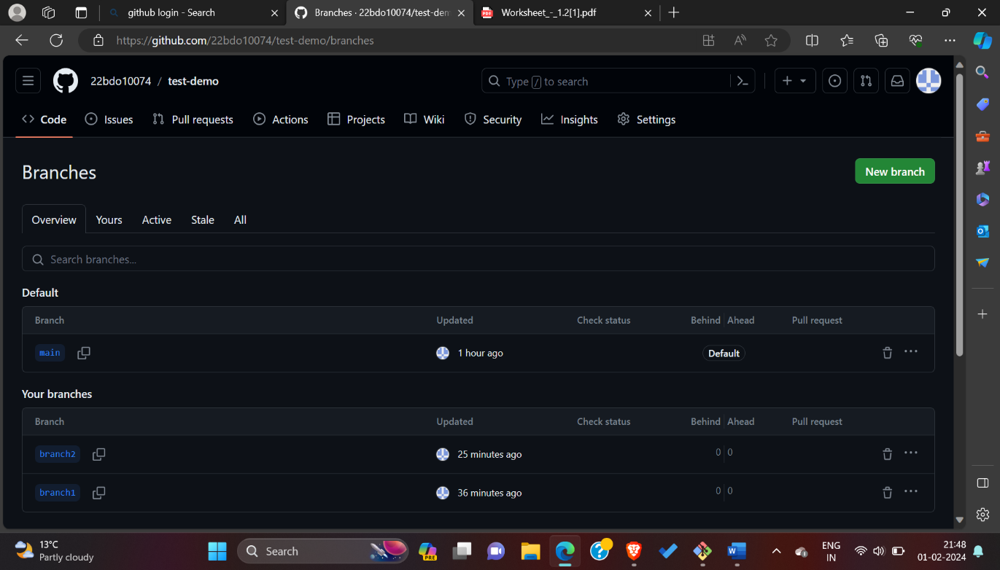 github login - Search
Branches · 22bdo10074/test-dem
Worksheet_-_1.2[1].pdf
https://github.com/22bdo10074/test-demo/branches
22bdo10074 / test-demo
Type / to search
Code Issues Pull requests Actions Projects Wiki Security Insights Settings
Branches
New branch
Overview Yours Active Stale All
Search branches...
Default
Branch Updated Check status Behind Ahead Pull request
main 1 hour ago Default
Your branches
Branch Updated Check status Behind Ahead Pull request
branch2 25 minutes ago 0 0
branch1 36 minutes ago 0 0
13°C
Partly cloudy
Search
PRE
ENG
IN
21:48
01-02-2024